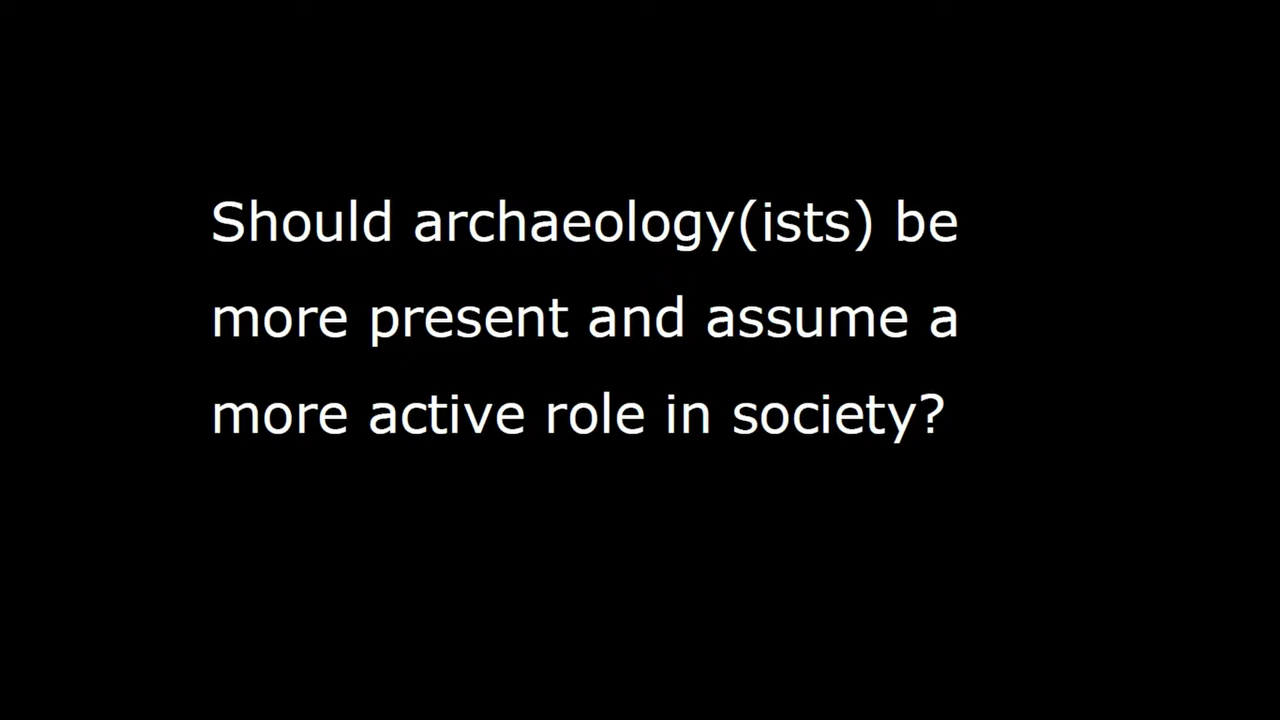 Should archaeology(ists) be
more present and assume a
more active role in society?